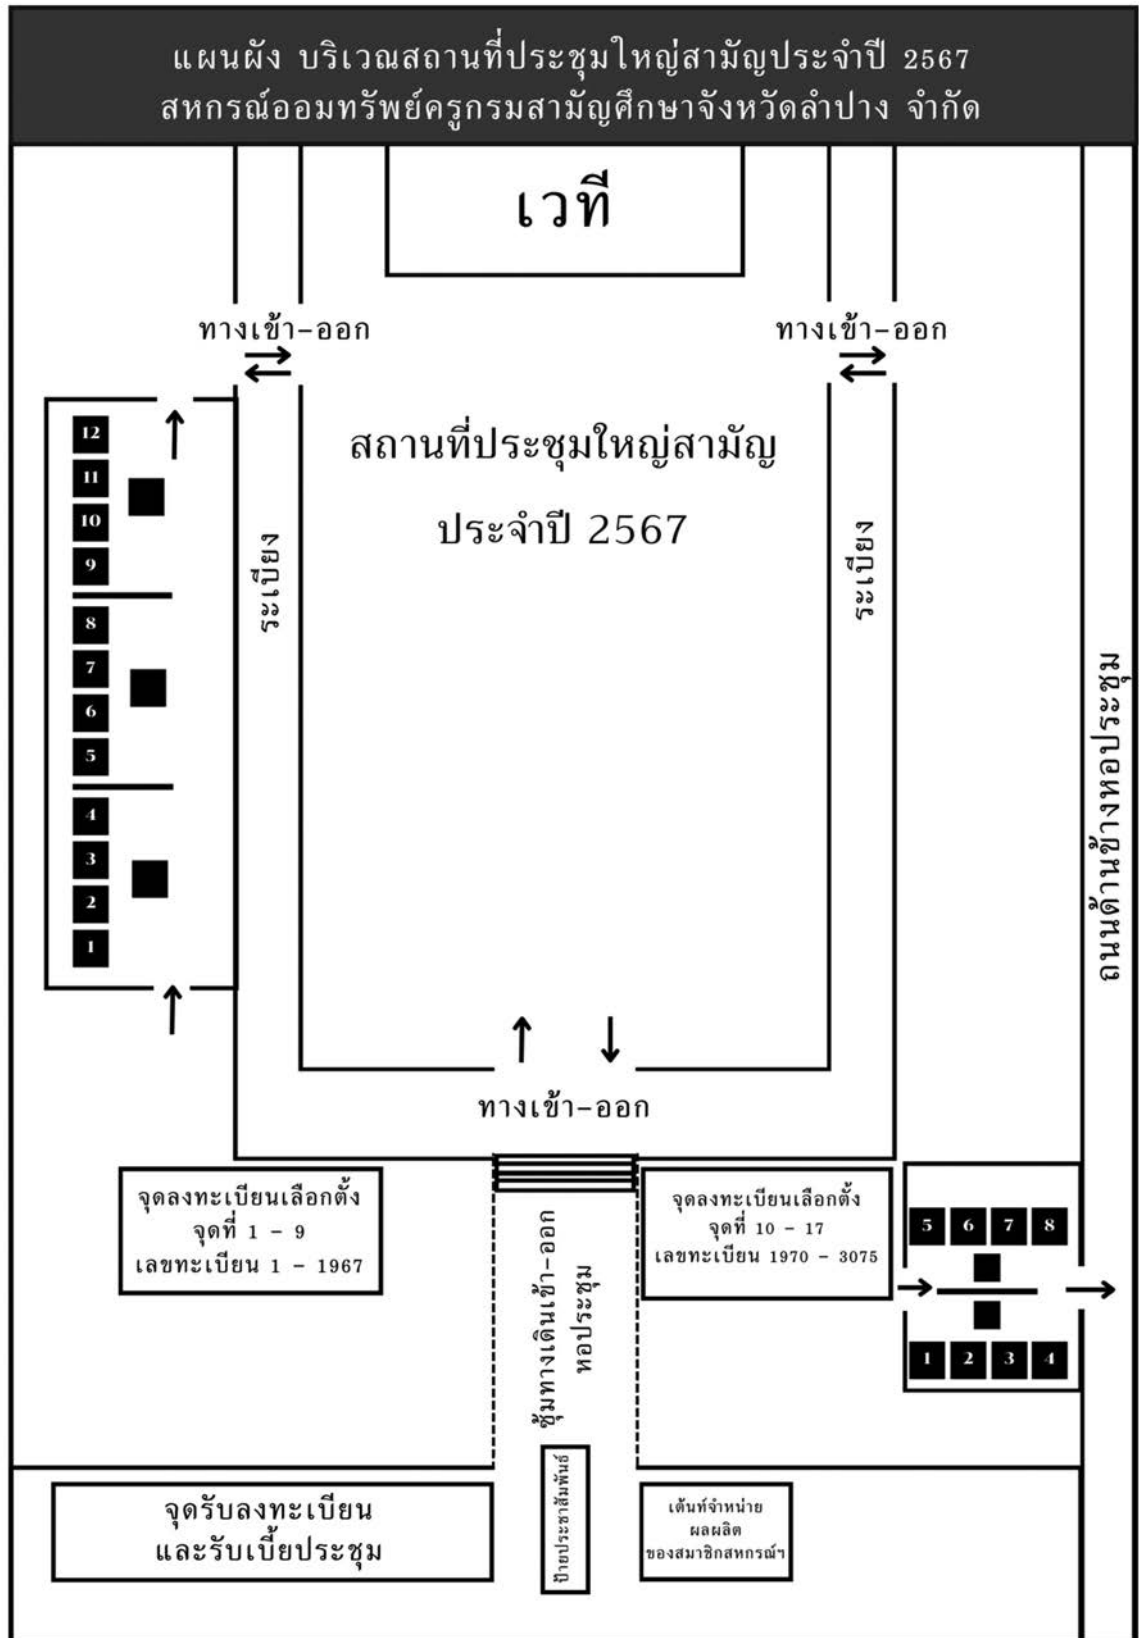 แผนผัง บริเวณสถานที่ประชุมใหญ่สามัญประจำปี 2567
สหกรณ์ออมทรัพย์ครูกรมสามัญศึกษาจังหวัดลำปาง จำกัด
เวที
ทางเข้า-ออก
ทางเข้า-ออก
สถานที่ประชุมใหญ่สามัญ
ประจำปี 2567
12
11
10
9
8
7
6
5
4
3
2
1
ระเบียง
ระเบียง
ถนนด้านข้างหอประชุม
ทางเข้า-ออก
จุดลงทะเบียนเลือกตั้ง
จุดที่ 1 - 9
เลขทะเบียน 1 - 1967
ซุ้มทางเดินเข้า-ออก
หอประชุม
จุดลงทะเบียนเลือกตั้ง
จุดที่ 10 - 17
เลขทะเบียน 1970 - 3075
5 6 7 8
1 2 3 4
จุดรับลงทะเบียน
และรับเบี้ยประชุม
ป้ายประชาสัมพันธ์
เต้นท์จำหน่าย
ผลผลิต
ของสมาชิกสหกรณ์ฯ